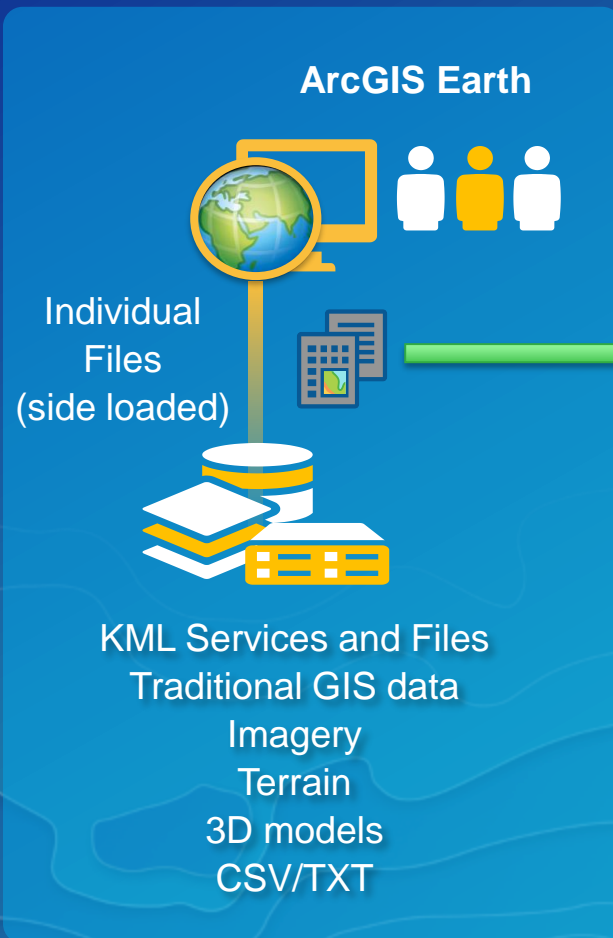 ArcGIS Earth
Individual
Files
(side loaded)
KML Services and Files
Traditional GIS data
Imagery
Terrain
3D models
CSV/TXT